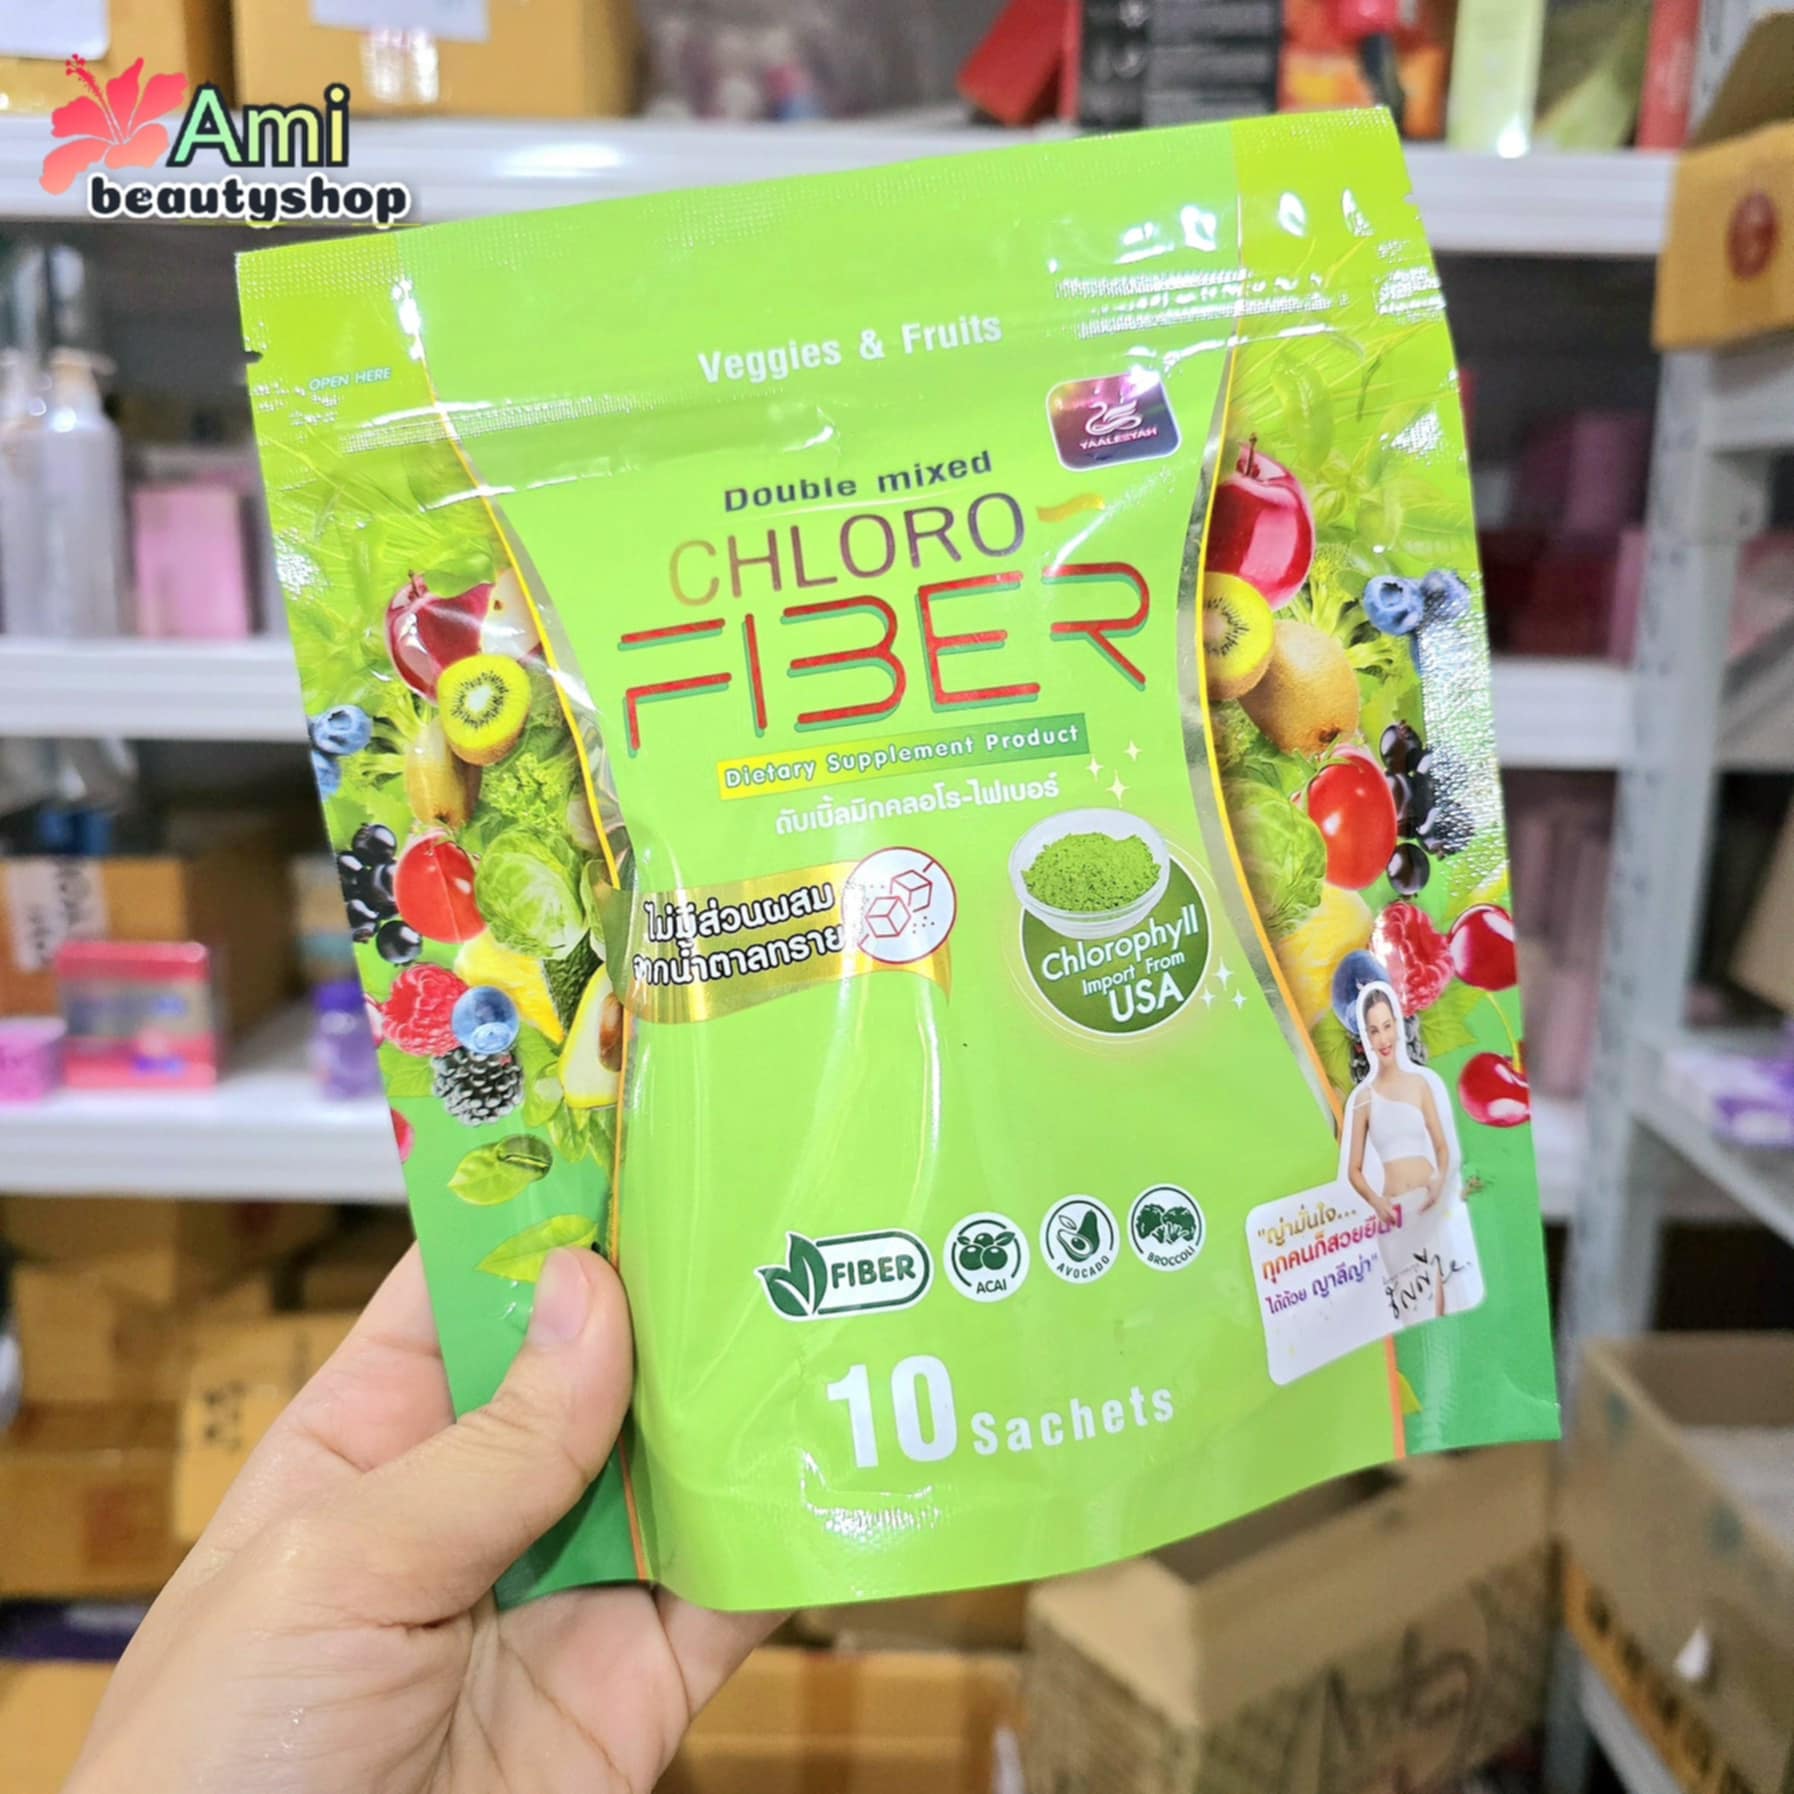 Ami
beautyshop
OPEN HERE
Veggies & Fruits
YAALEEYAH
Double mixed
CHLORO-
FIBER
Dietary Supplement Product
ดับเบิ้ลมิกคลอโร-ไฟเบอร์
ไม่มีส่วนผสม
จากน้ำตาลทราย
Chlorophyll
Import From
USA
FIBER
ACAI
AVOCADO
BROCCOLI
"ญ่ามั่นใจ...
ทุกคนก็สวยยืน 1
ได้ด้วย ญาลีญ่า"
10 Sachets